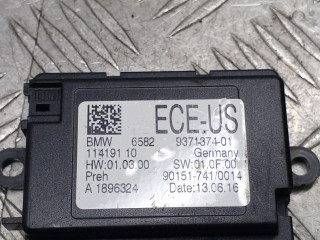 ECE-US
BMW 6582 9371374-01
114191 10 Germany
HW:01.03.00 SW:01.0F.00
Preh 90151-741/0014
A 1896324 Date:13.06.16